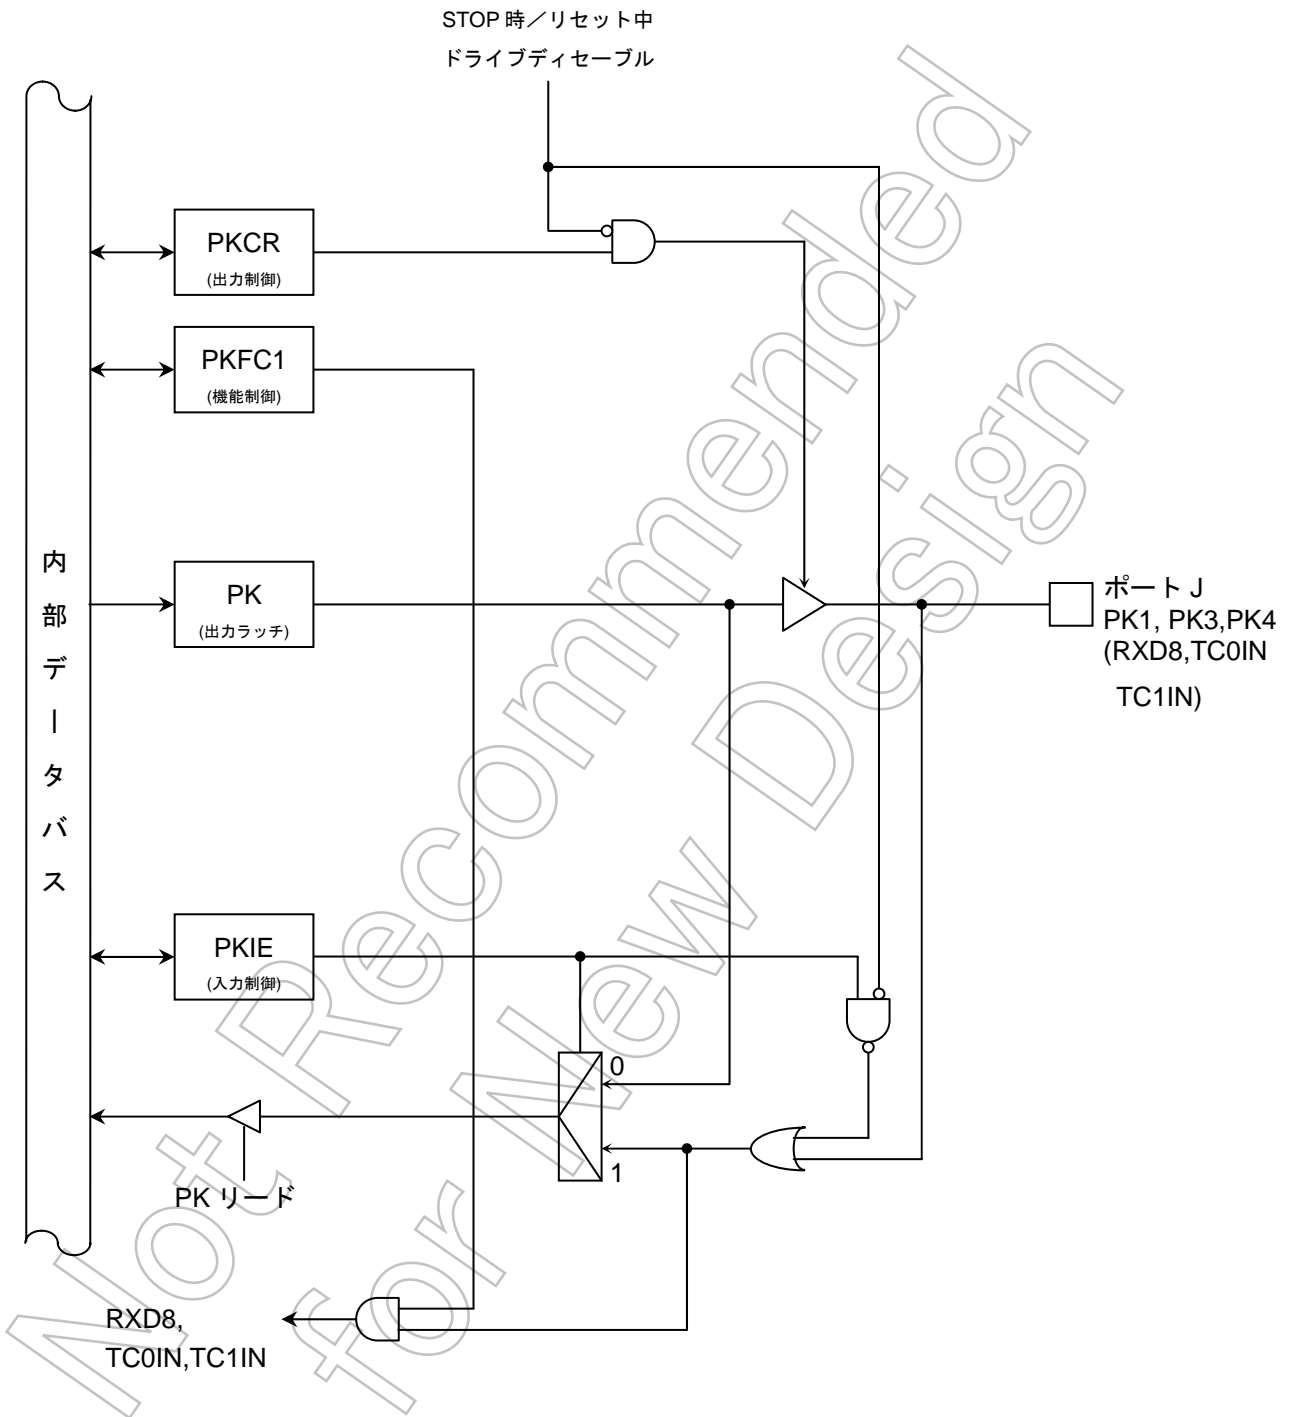 STOP 時／リセット中
ドライブディセーブル
PKCR
(出力制御)
PKFC1
(機能制御)
内部データバス
PK
(出力ラッチ)
ポート J
PK1, PK3,PK4
(RXD8,TC0IN
TC1IN)
PKIE
(入力制御)
0
1
PK リード
RXD8,
TC0IN,TC1IN
Not Recommended
for New Design